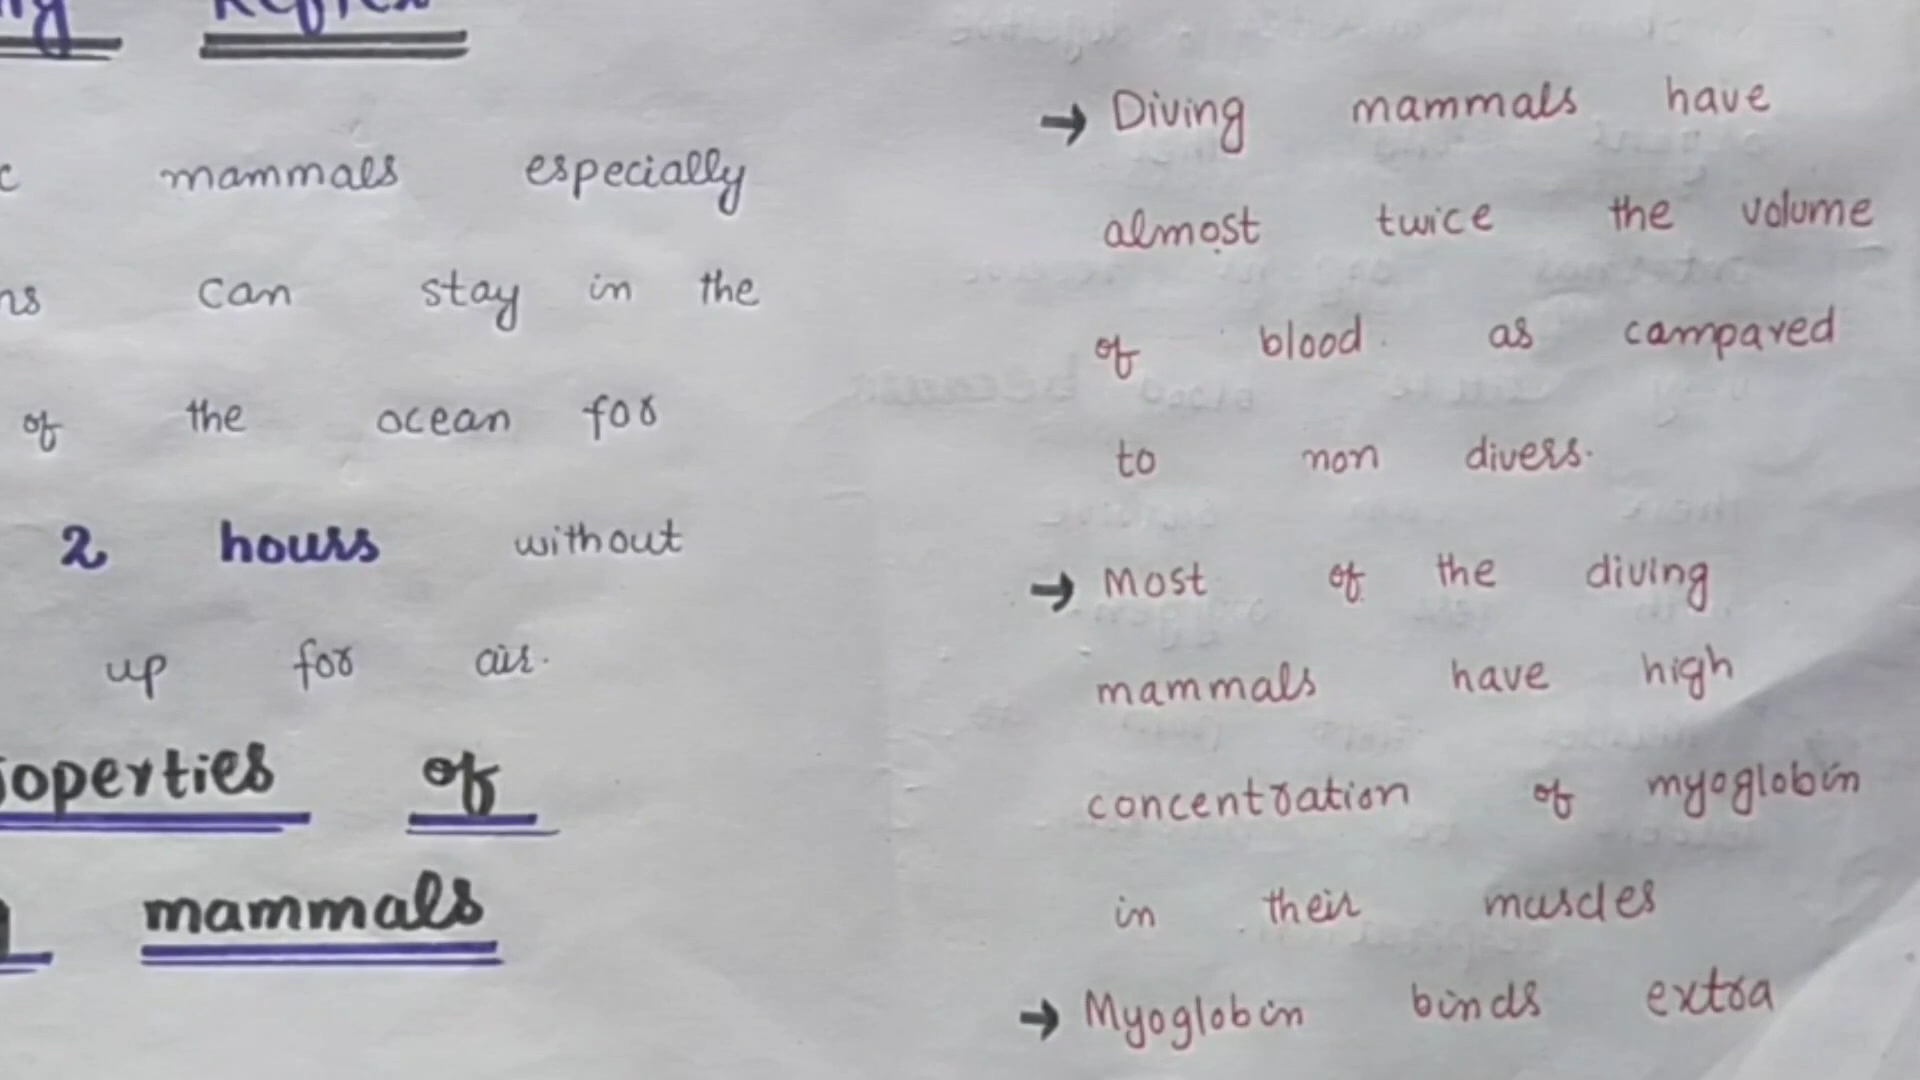 Reflex
mammals especially
can stay in the
of the ocean for
2 hours without
up for air.
of
mammals
→ Diving mammals have
almost twice the volume
of blood as campared
to non divers.
→ Most of the diving
mammals have high
concentration of myoglobin
in their muscles
→ Myoglobin binds extra